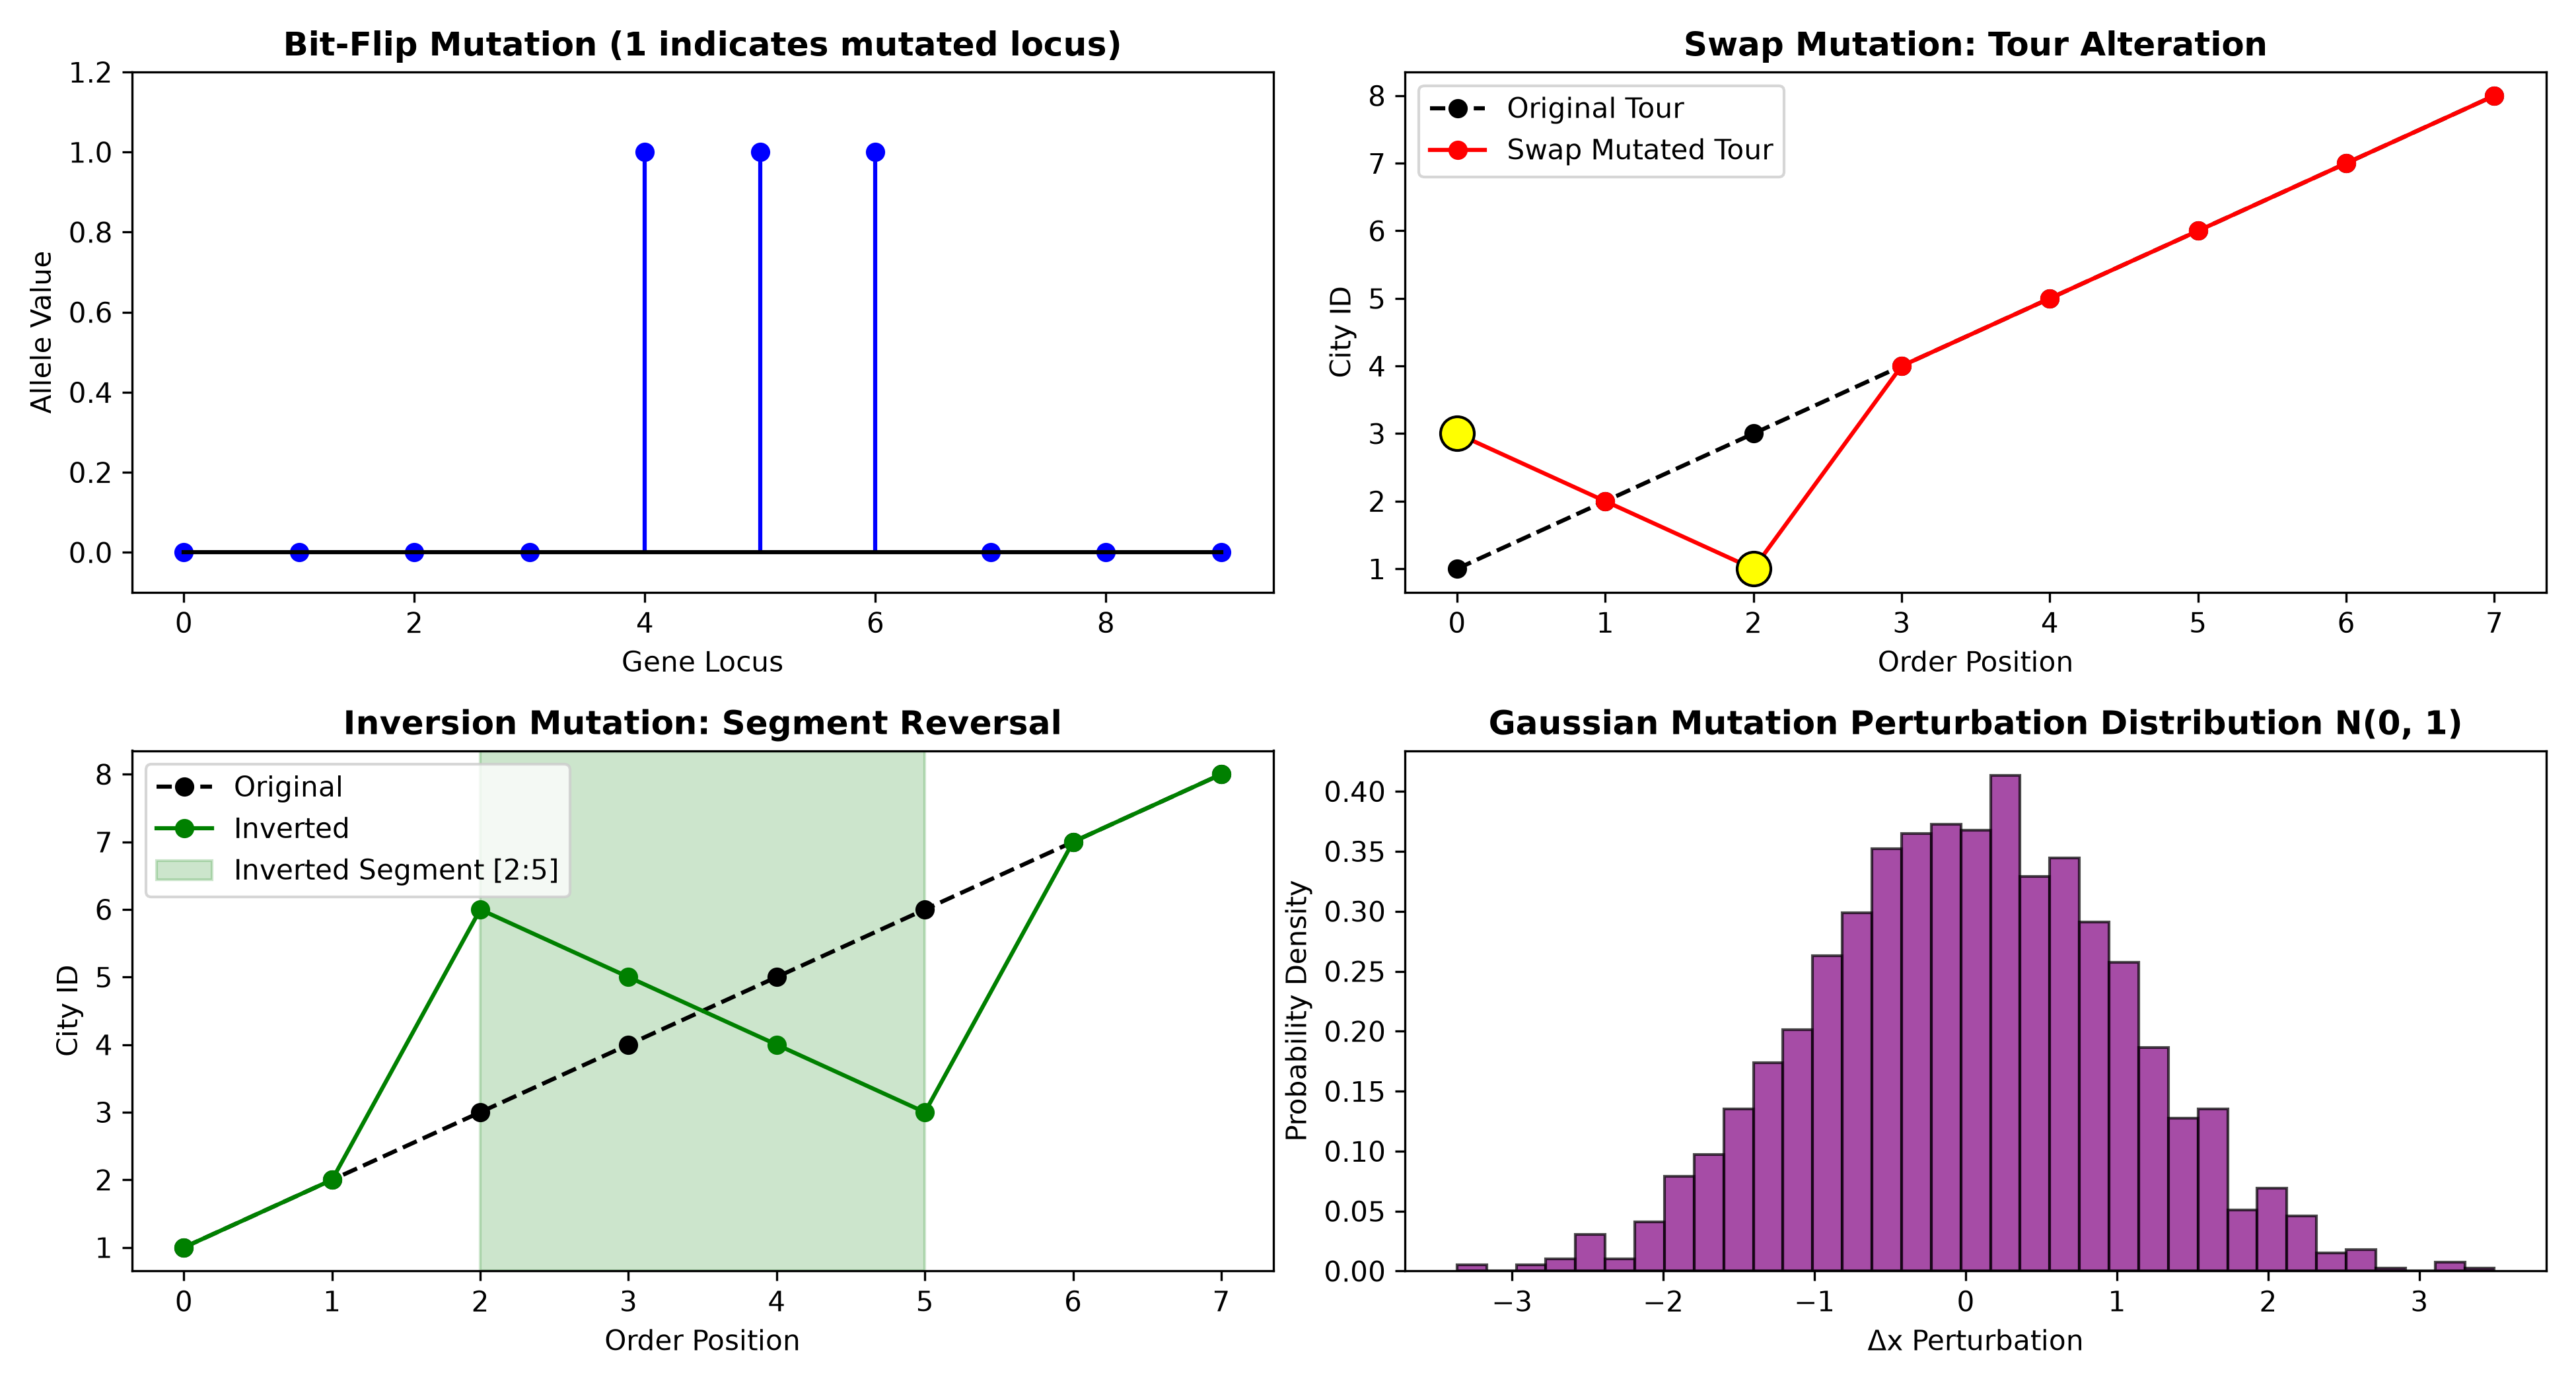 Bit-Flip Mutation (1 indicates mutated locus)
1.2
1.0
0.8
0.6
0.4
0.2
0.0
Allele Value
0 2 4 6 8
Gene Locus
Swap Mutation: Tour Alteration
Original Tour
Swap Mutated Tour
8
7
6
5
4
3
2
1
City ID
0 1 2 3 4 5 6 7
Order Position
Inversion Mutation: Segment Reversal
Original
Inverted
Inverted Segment [2:5]
8
7
6
5
4
3
2
1
City ID
0 1 2 3 4 5 6 7
Order Position
Gaussian Mutation Perturbation Distribution N(0, 1)
0.40
0.35
0.30
0.25
0.20
0.15
0.10
0.05
0.00
Probability Density
−3 −2 −1 0 1 2 3
Δx Perturbation